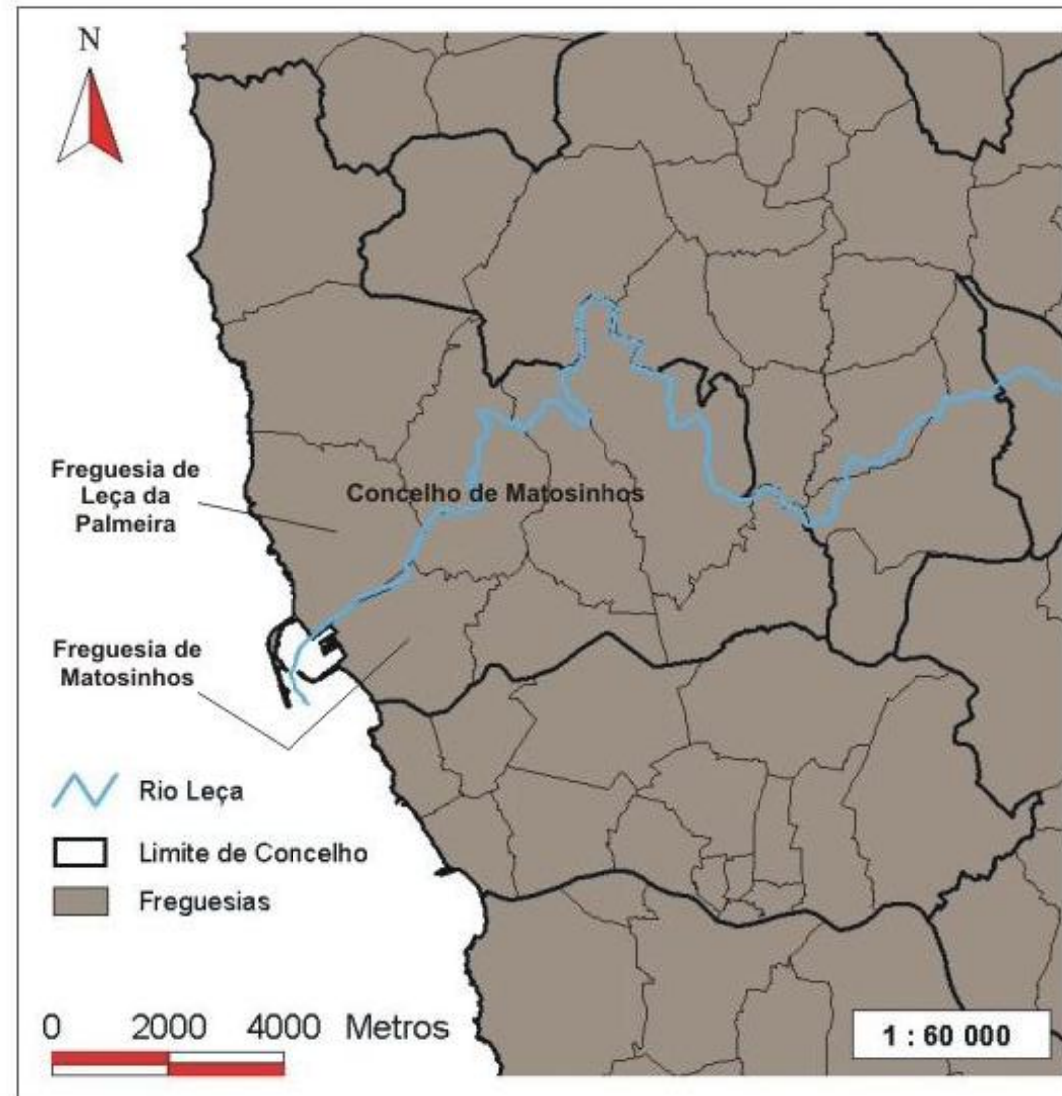 N
Freguesia de
Leça da
Palmeira
Concelho de Matosinhos
Freguesia de
Matosinhos
Rio Leça
Limite de Concelho
Freguesias
0 2000 4000 Metros
1 : 60 000